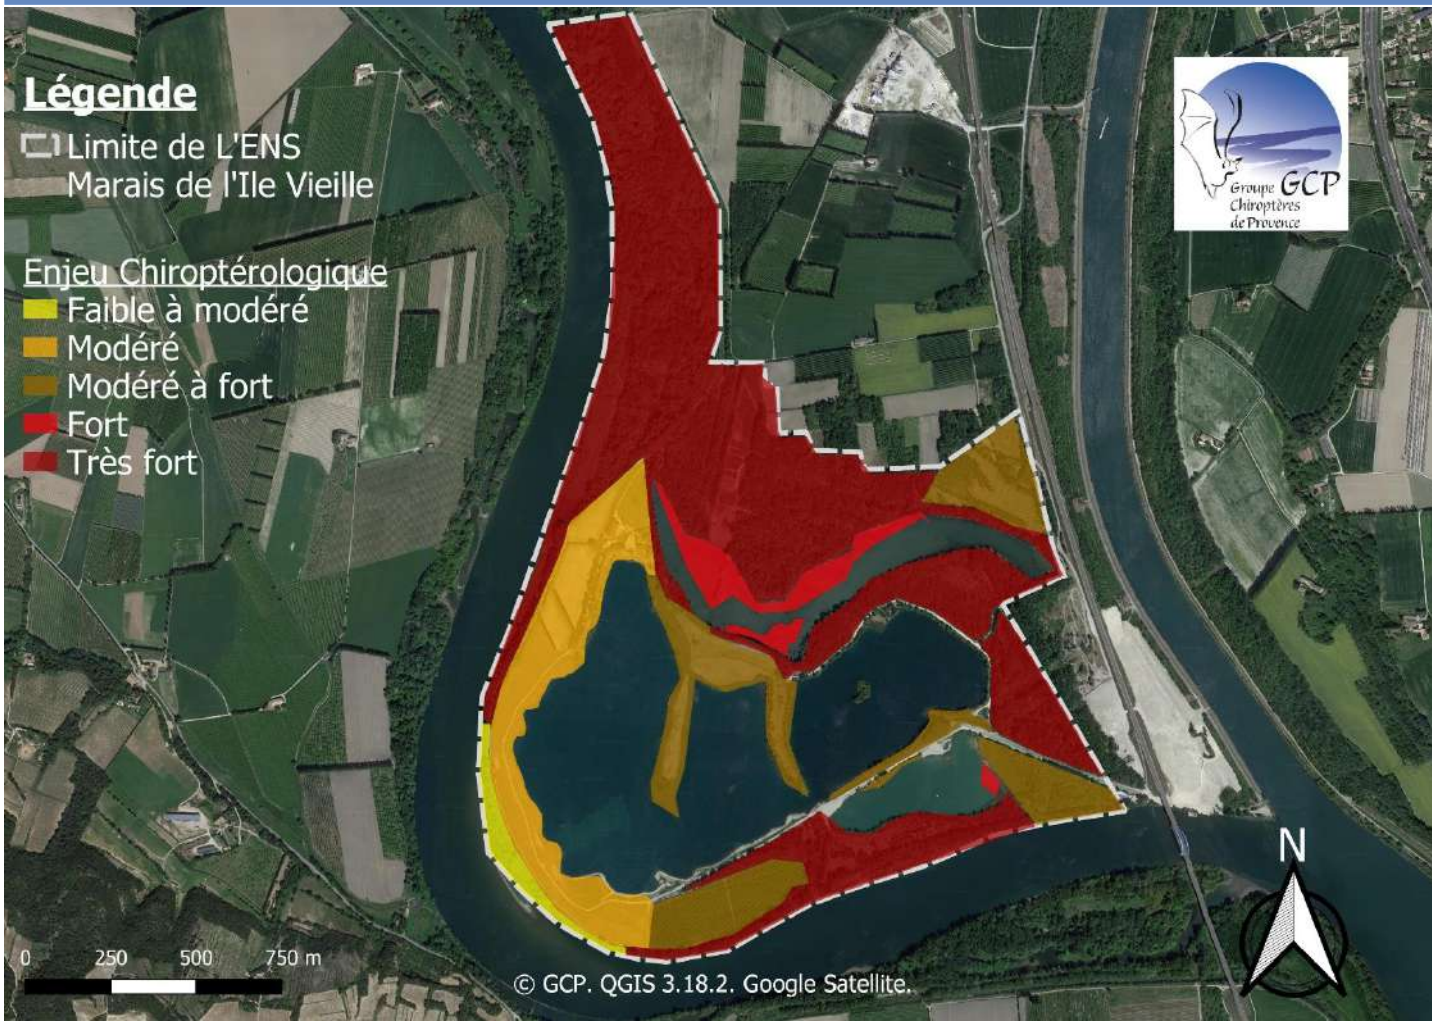 Légende
Limite de L'ENS
Marais de l'Ile Vieille
Enjeu Chiroptérologique
Faible à modéré
Modéré
Modéré à fort
Fort
Très fort
Groupe GCP
Chiroptères
de Provence
N
0 250 500 750 m
© GCP. QGIS 3.18.2. Google Satellite.